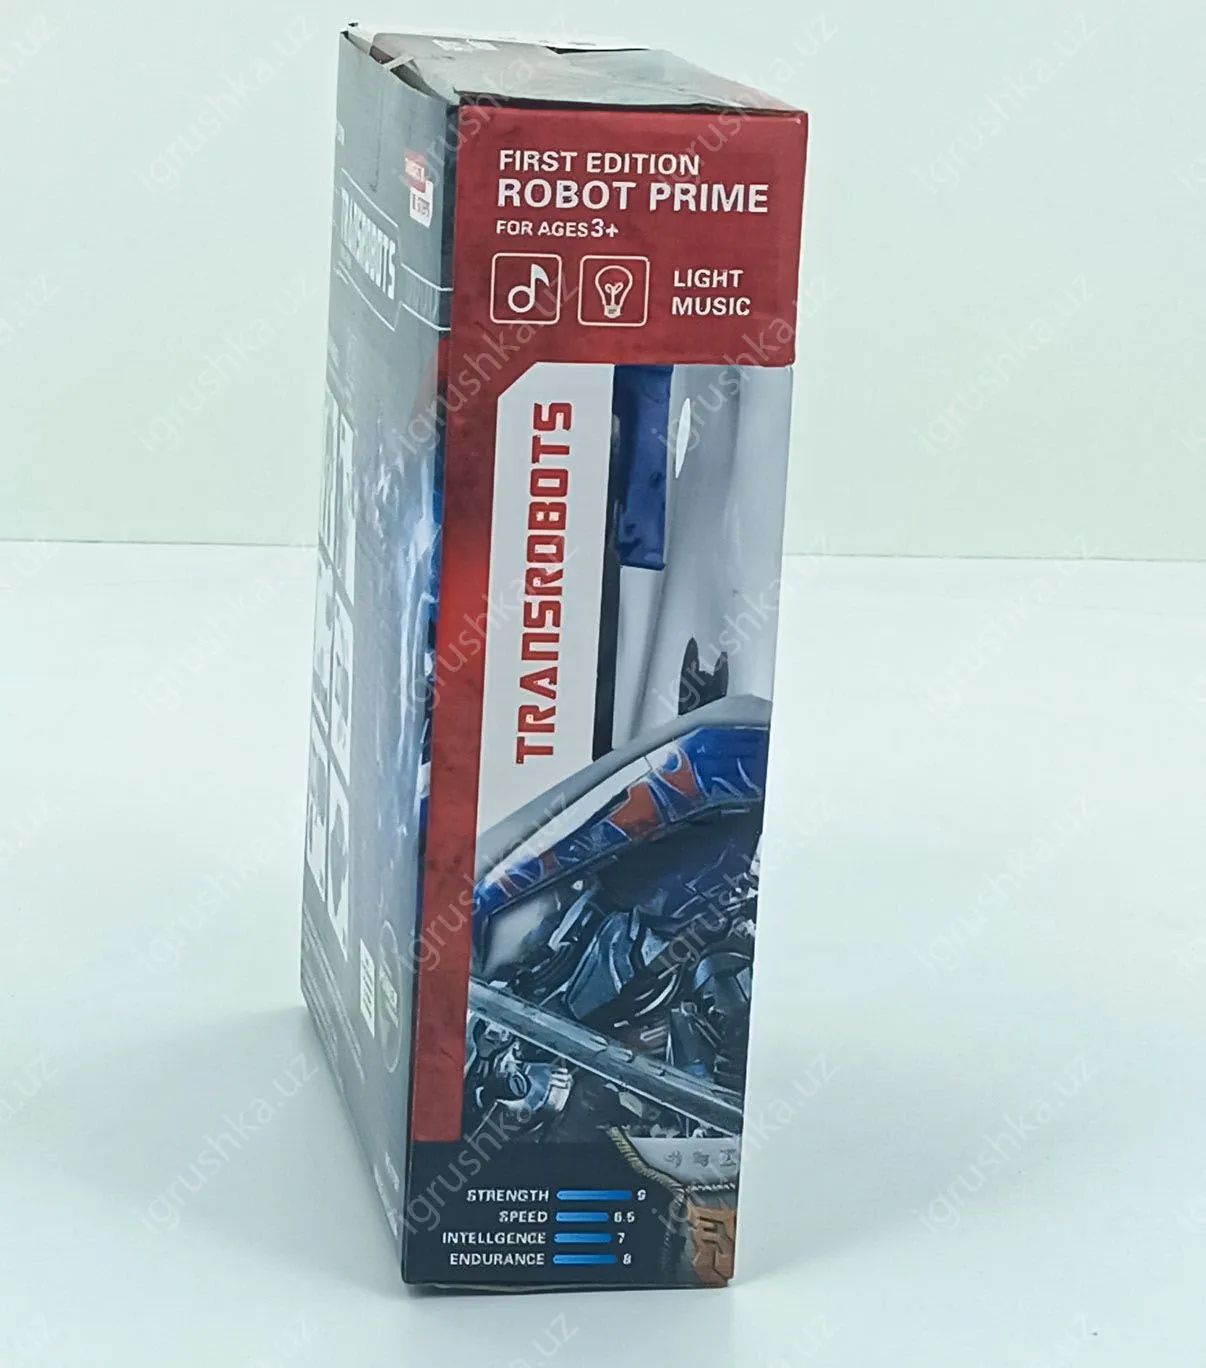 FIRST EDITION
ROBOT PRIME
FOR AGES 3+
LIGHT
MUSIC
TRANSROBOTS
TRANSROBOTS
STRENGTH 9
SPEED 6.5
INTELLGENCE 7
ENDURANCE 8
igrushka.uz